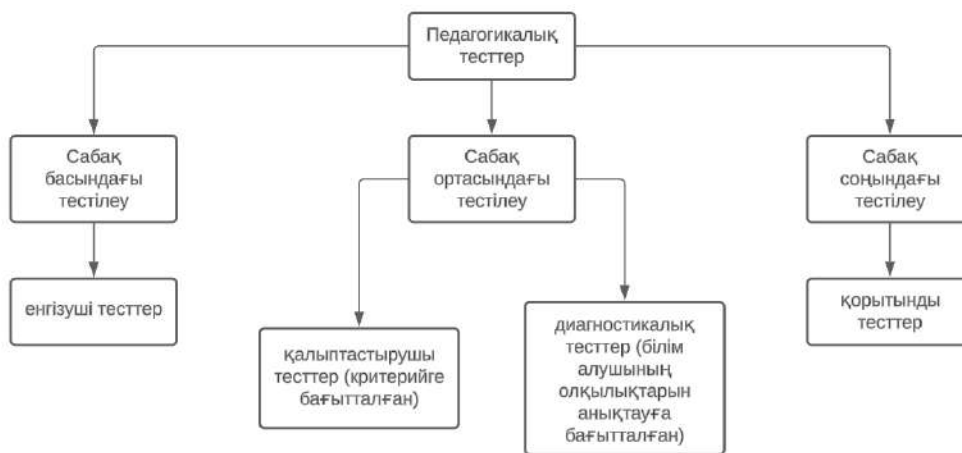 Педагогикалық
тесттер
Сабақ
басындағы
тестілеу
Сабақ
ортасындағы
тестілеу
Сабақ
соңындағы
тестілеу
енгізуші тесттер
қалыптастырушы
тесттер (критерийге
бағытталған)
диагностикалық
тесттер (білім
алушының
олқылықтарын
анықтауға
бағытталған)
қорытынды
тесттер